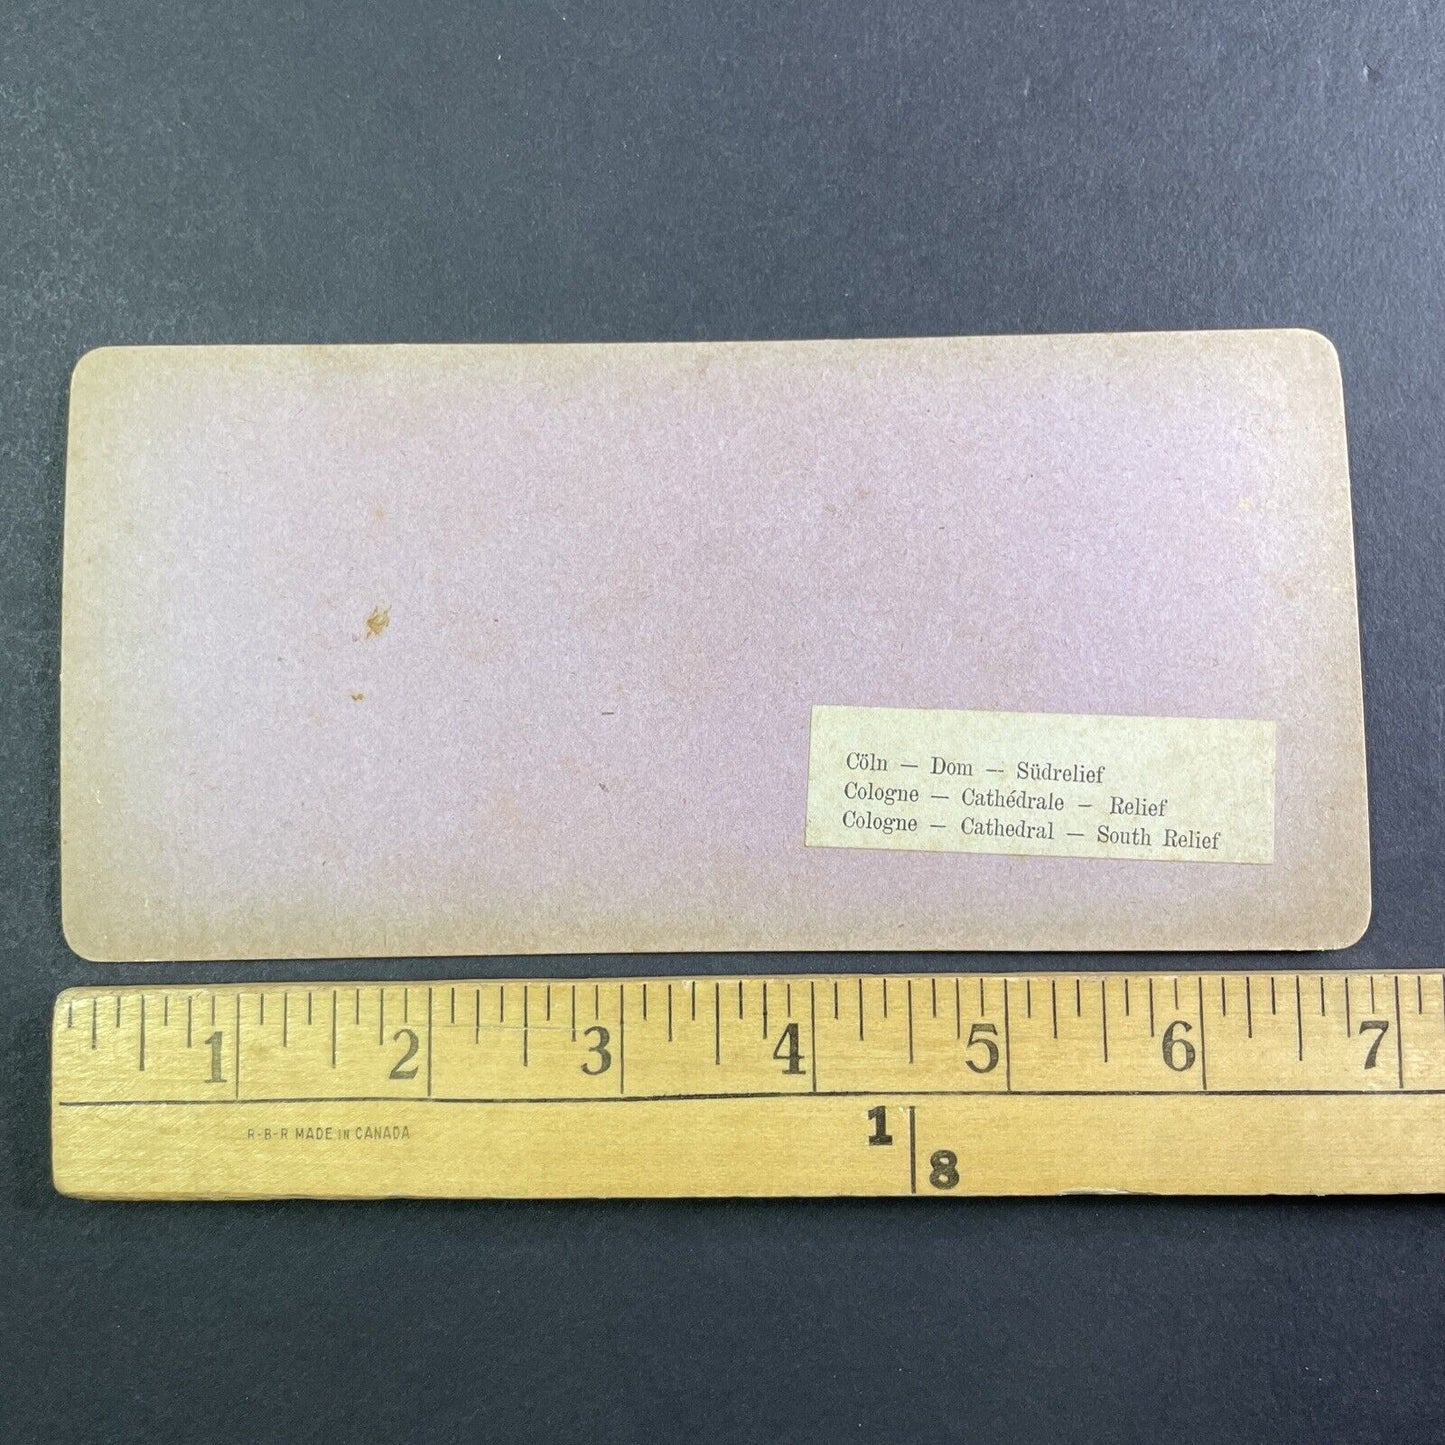 Cöln — Dom — Südrelief
Cologne — Cathédrale — Relief
Cologne — Cathedral — South Relief
1 2 3 4 5 6 7
R-B-R MADE IN CANADA
1
8